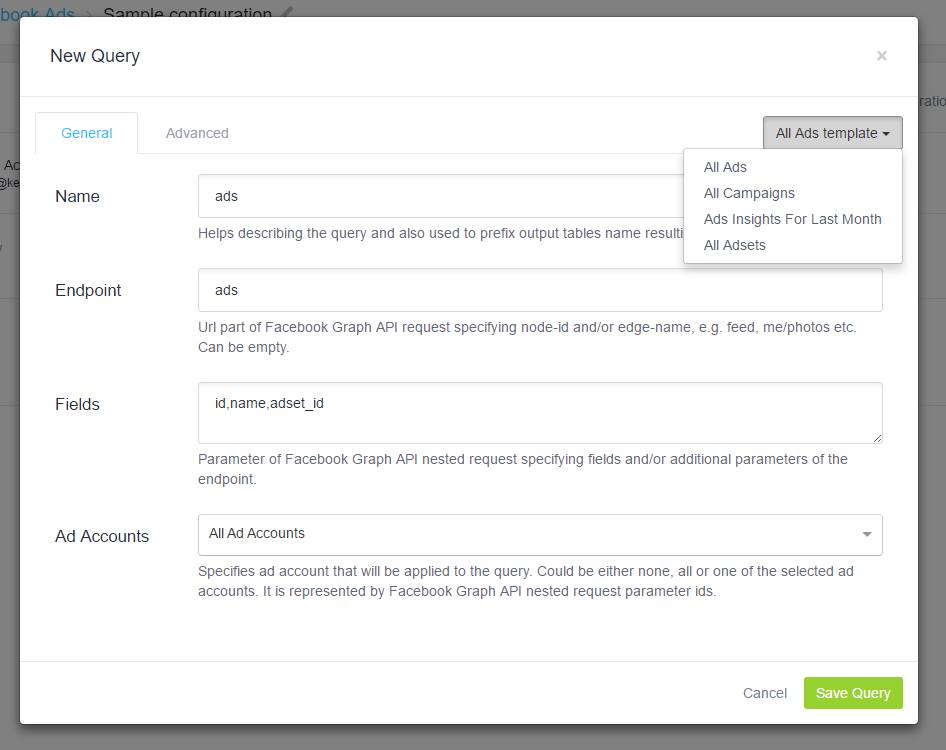 book Ads > Sample configuration
New Query
×
General
Advanced
All Ads template
All Ads
All Campaigns
Ads Insights For Last Month
All Adsets
Name
ads
Helps describing the query and also used to prefix output tables name resulti
Endpoint
ads
Url part of Facebook Graph API request specifying node-id and/or edge-name, e.g. feed, me/photos etc.
Can be empty.
Fields
id,name,adset_id
Parameter of Facebook Graph API nested request specifying fields and/or additional parameters of the
endpoint.
Ad Accounts
All Ad Accounts
Specifies ad account that will be applied to the query. Could be either none, all or one of the selected ad
accounts. It is represented by Facebook Graph API nested request parameter ids.
Cancel
Save Query
Ac
@ke
ratio